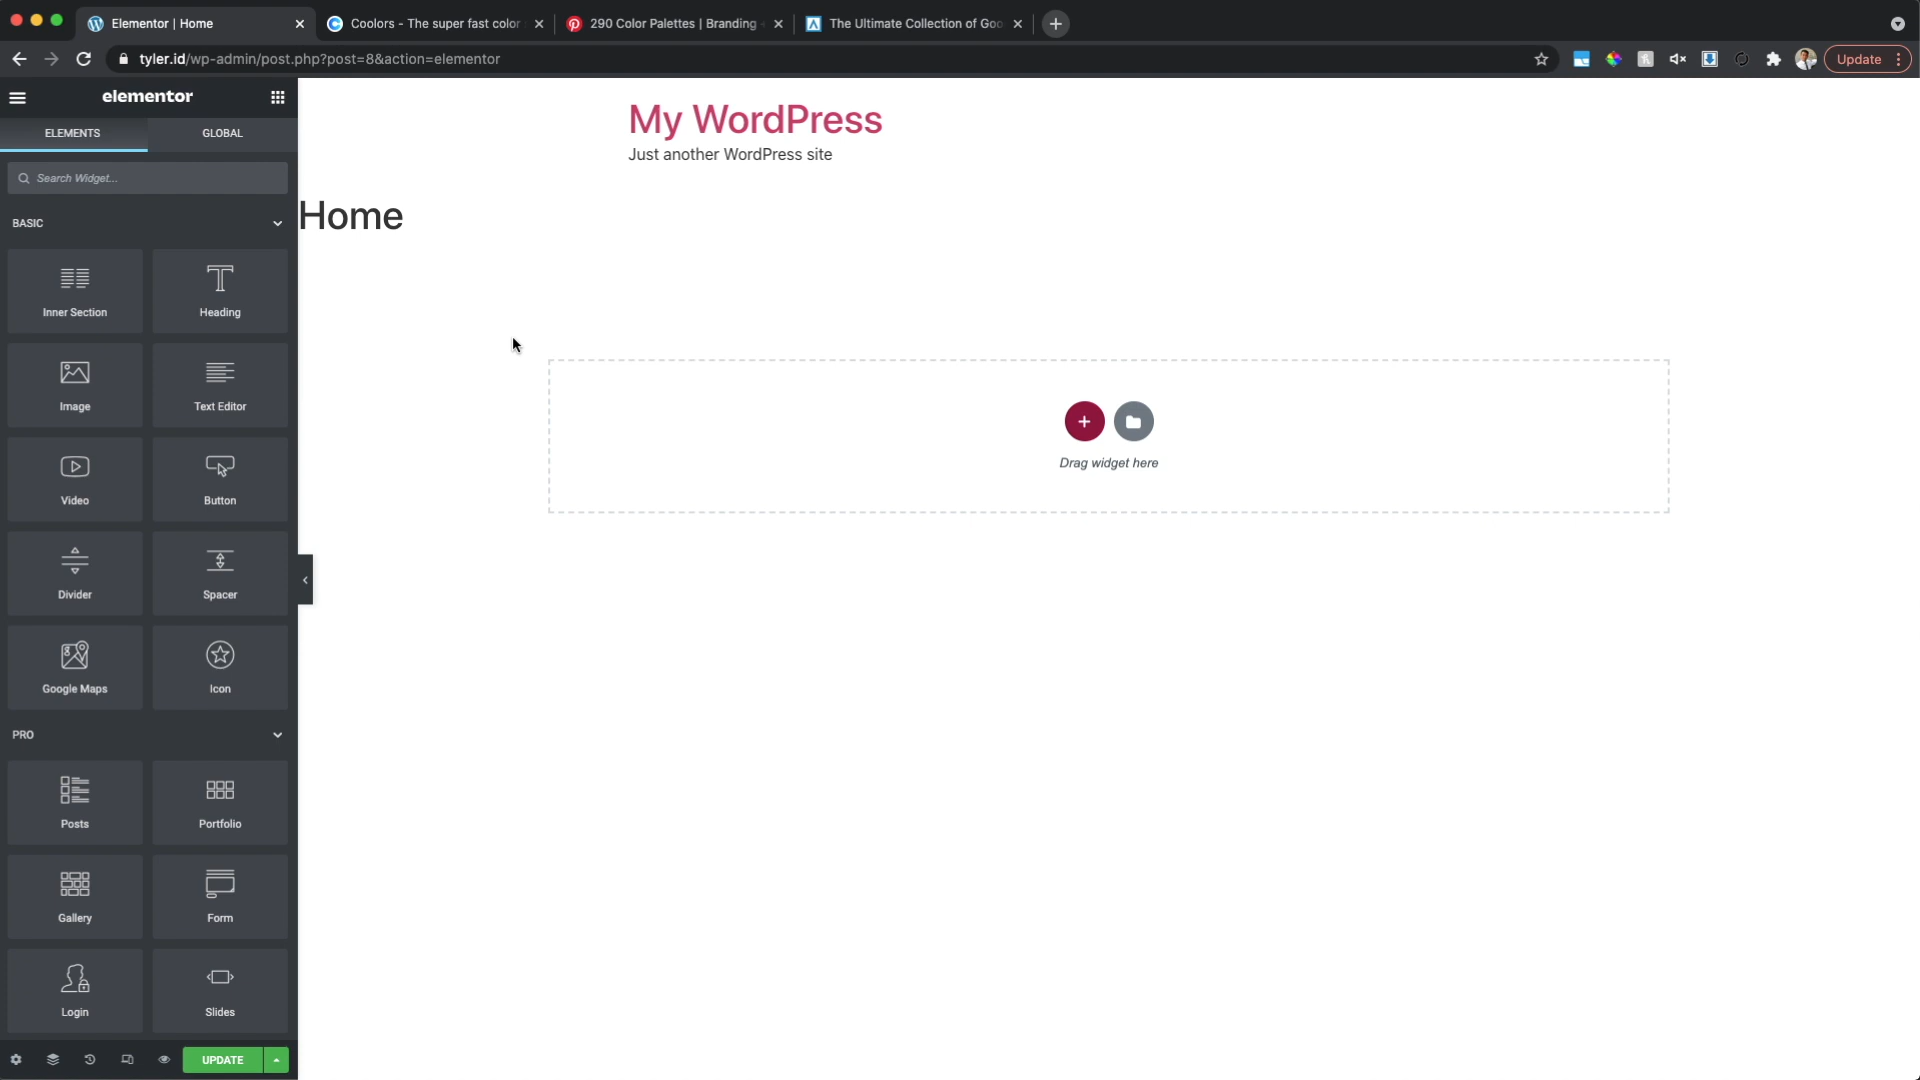 Elementor | Home
Coolors - The super fast color
290 Color Palettes | Branding
The Ultimate Collection of Goo
tyler.id/wp-admin/post.php?post=8&action=elementor
Update
elementor
ELEMENTS
GLOBAL
Search Widget...
BASIC
Inner Section
Heading
Image
Text Editor
Video
Button
Divider
Spacer
Google Maps
Icon
PRO
Posts
Portfolio
Gallery
Form
Login
Slides
UPDATE
My WordPress
Just another WordPress site
Home
Drag widget here